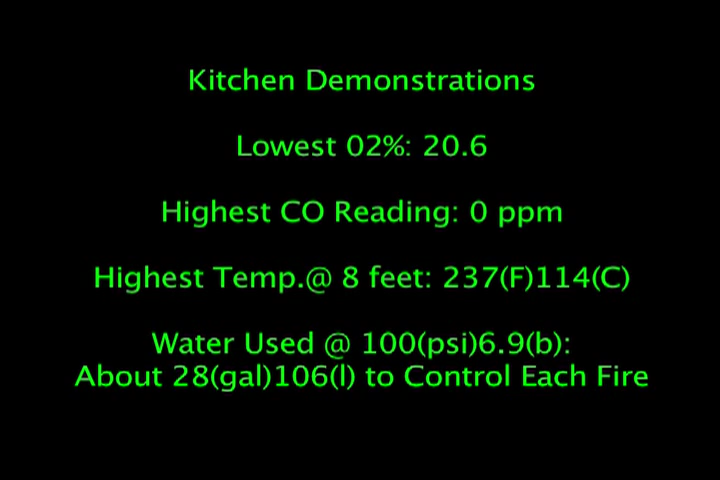 Kitchen Demonstrations
Lowest 02%: 20.6
Highest CO Reading: 0 ppm
Highest Temp.@ 8 feet: 237(F)114(C)
Water Used @ 100(psi)6.9(b):
About 28(gal)106(l) to Control Each Fire